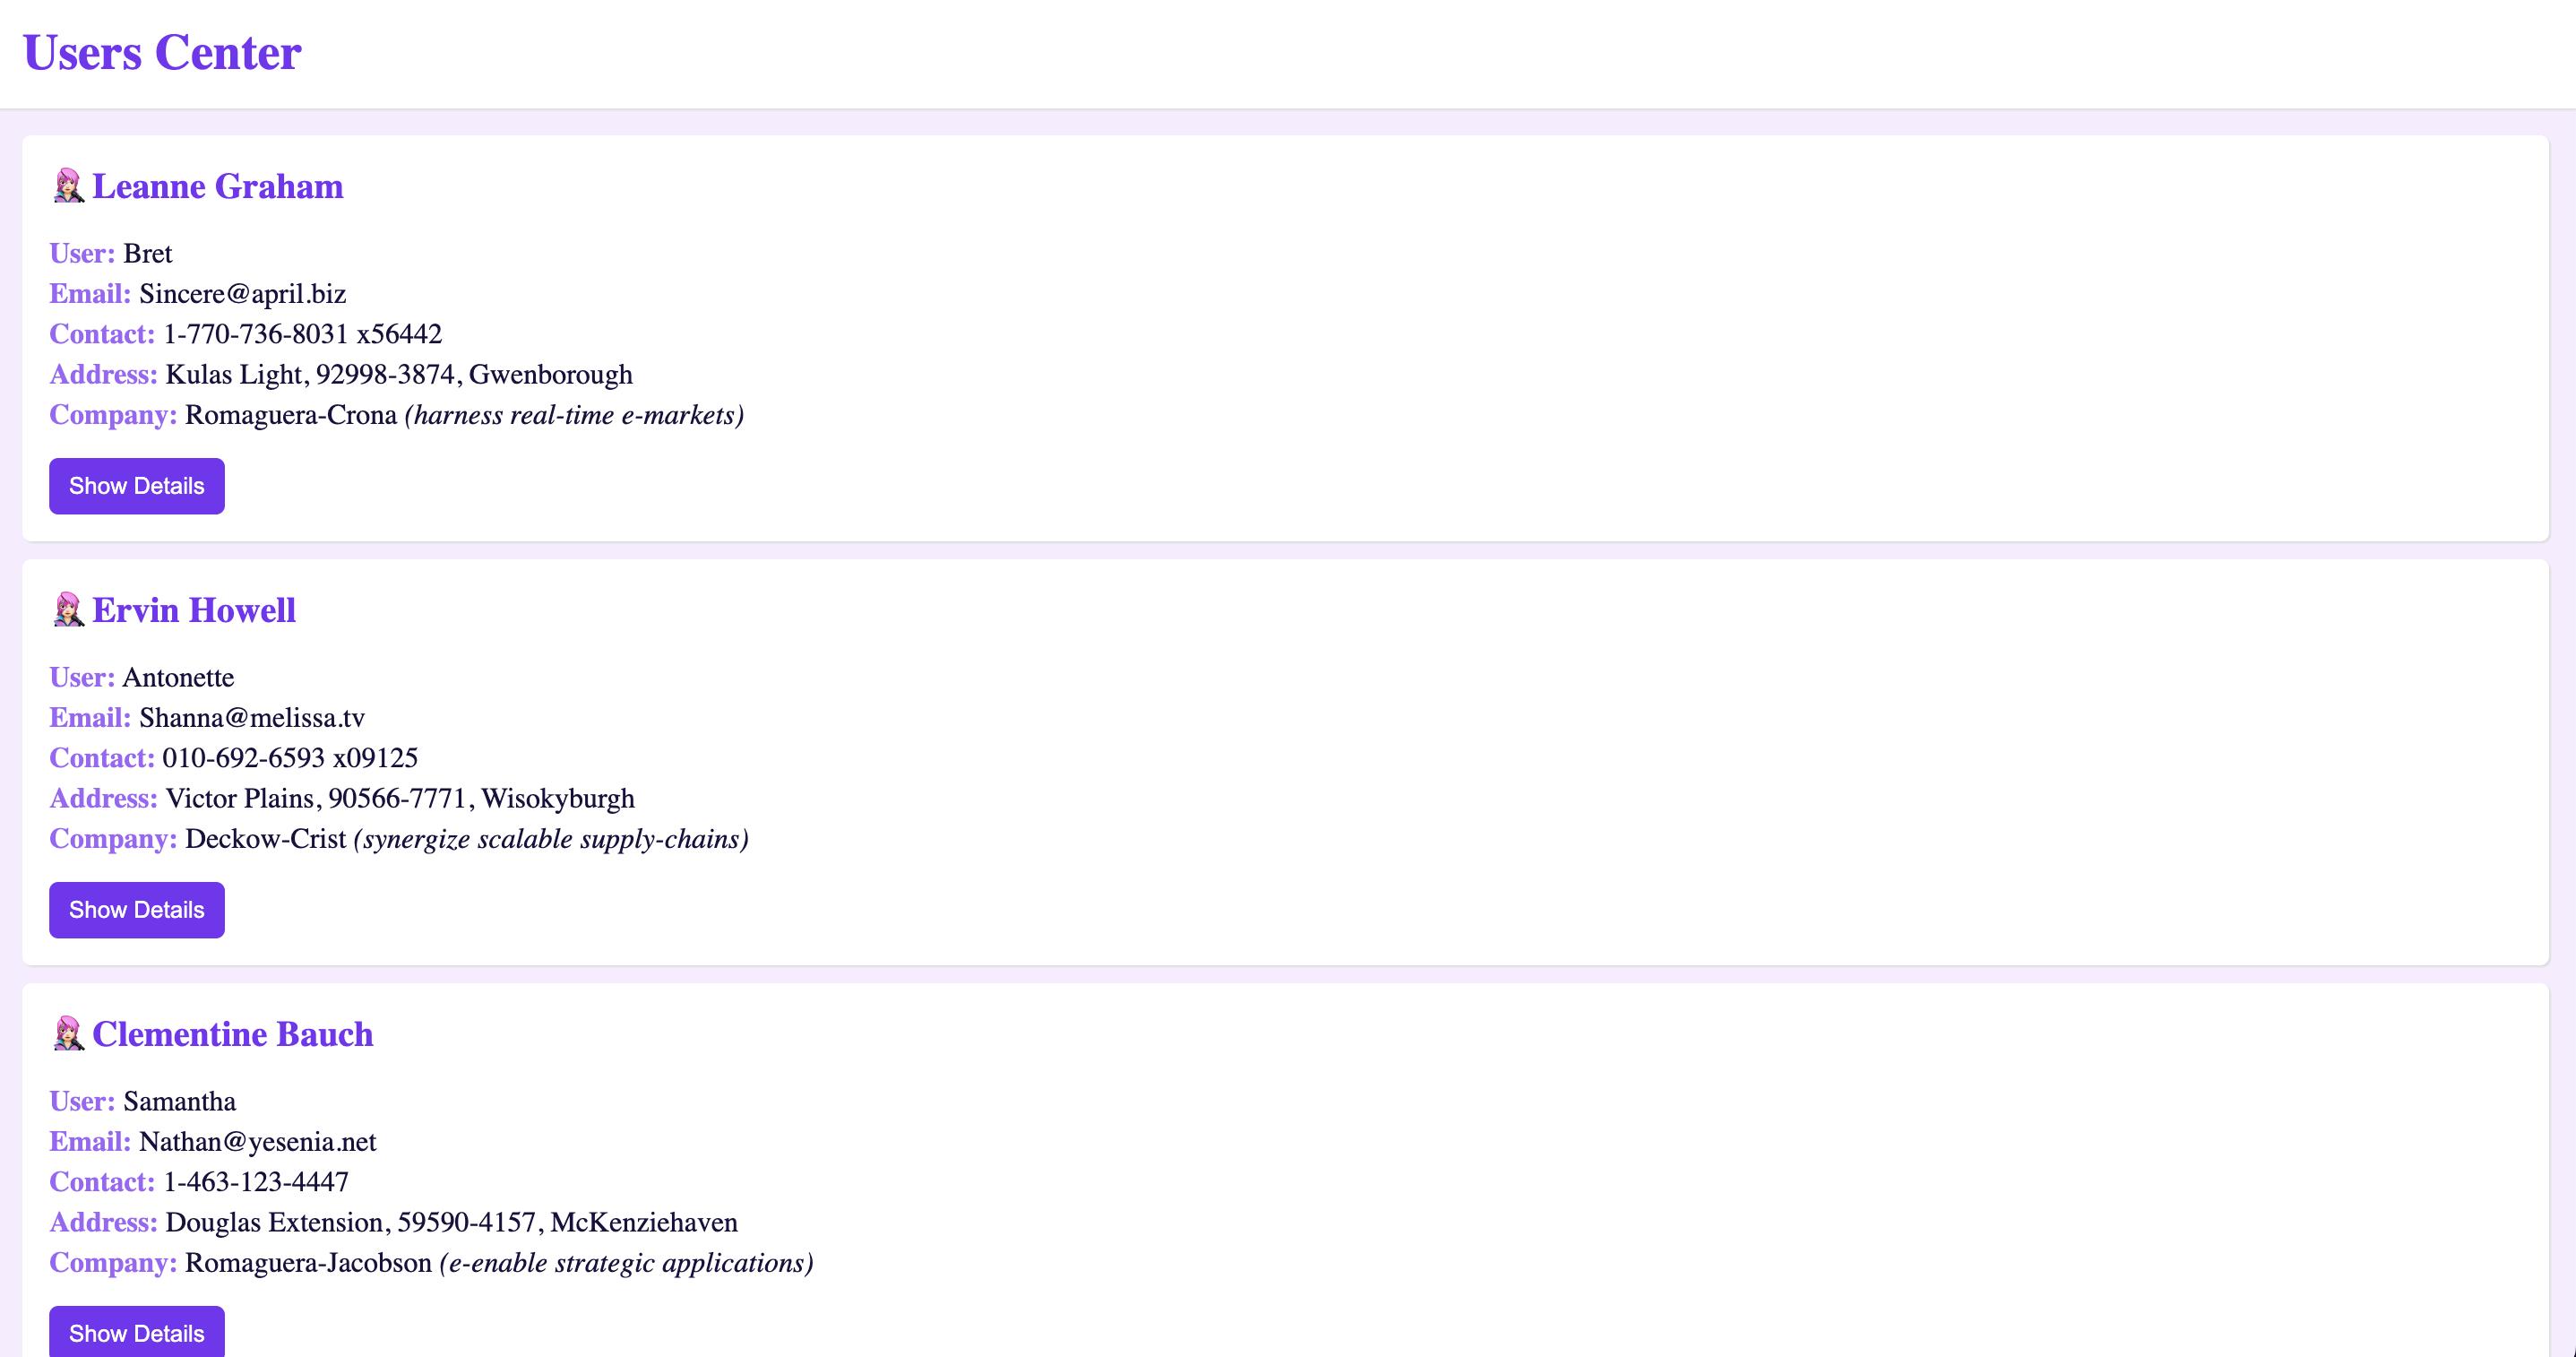 Users Center
Leanne Graham
User: Bret
Email: Sincere@april.biz
Contact: 1-770-736-8031 x56442
Address: Kulas Light, 92998-3874, Gwenborough
Company: Romaguera-Crona (harness real-time e-markets)
Show Details
Ervin Howell
User: Antonette
Email: Shanna@melissa.tv
Contact: 010-692-6593 x09125
Address: Victor Plains, 90566-7771, Wisokyburgh
Company: Deckow-Crist (synergize scalable supply-chains)
Show Details
Clementine Bauch
User: Samantha
Email: Nathan@yesenia.net
Contact: 1-463-123-4447
Address: Douglas Extension, 59590-4157, McKenziehaven
Company: Romaguera-Jacobson (e-enable strategic applications)
Show Details